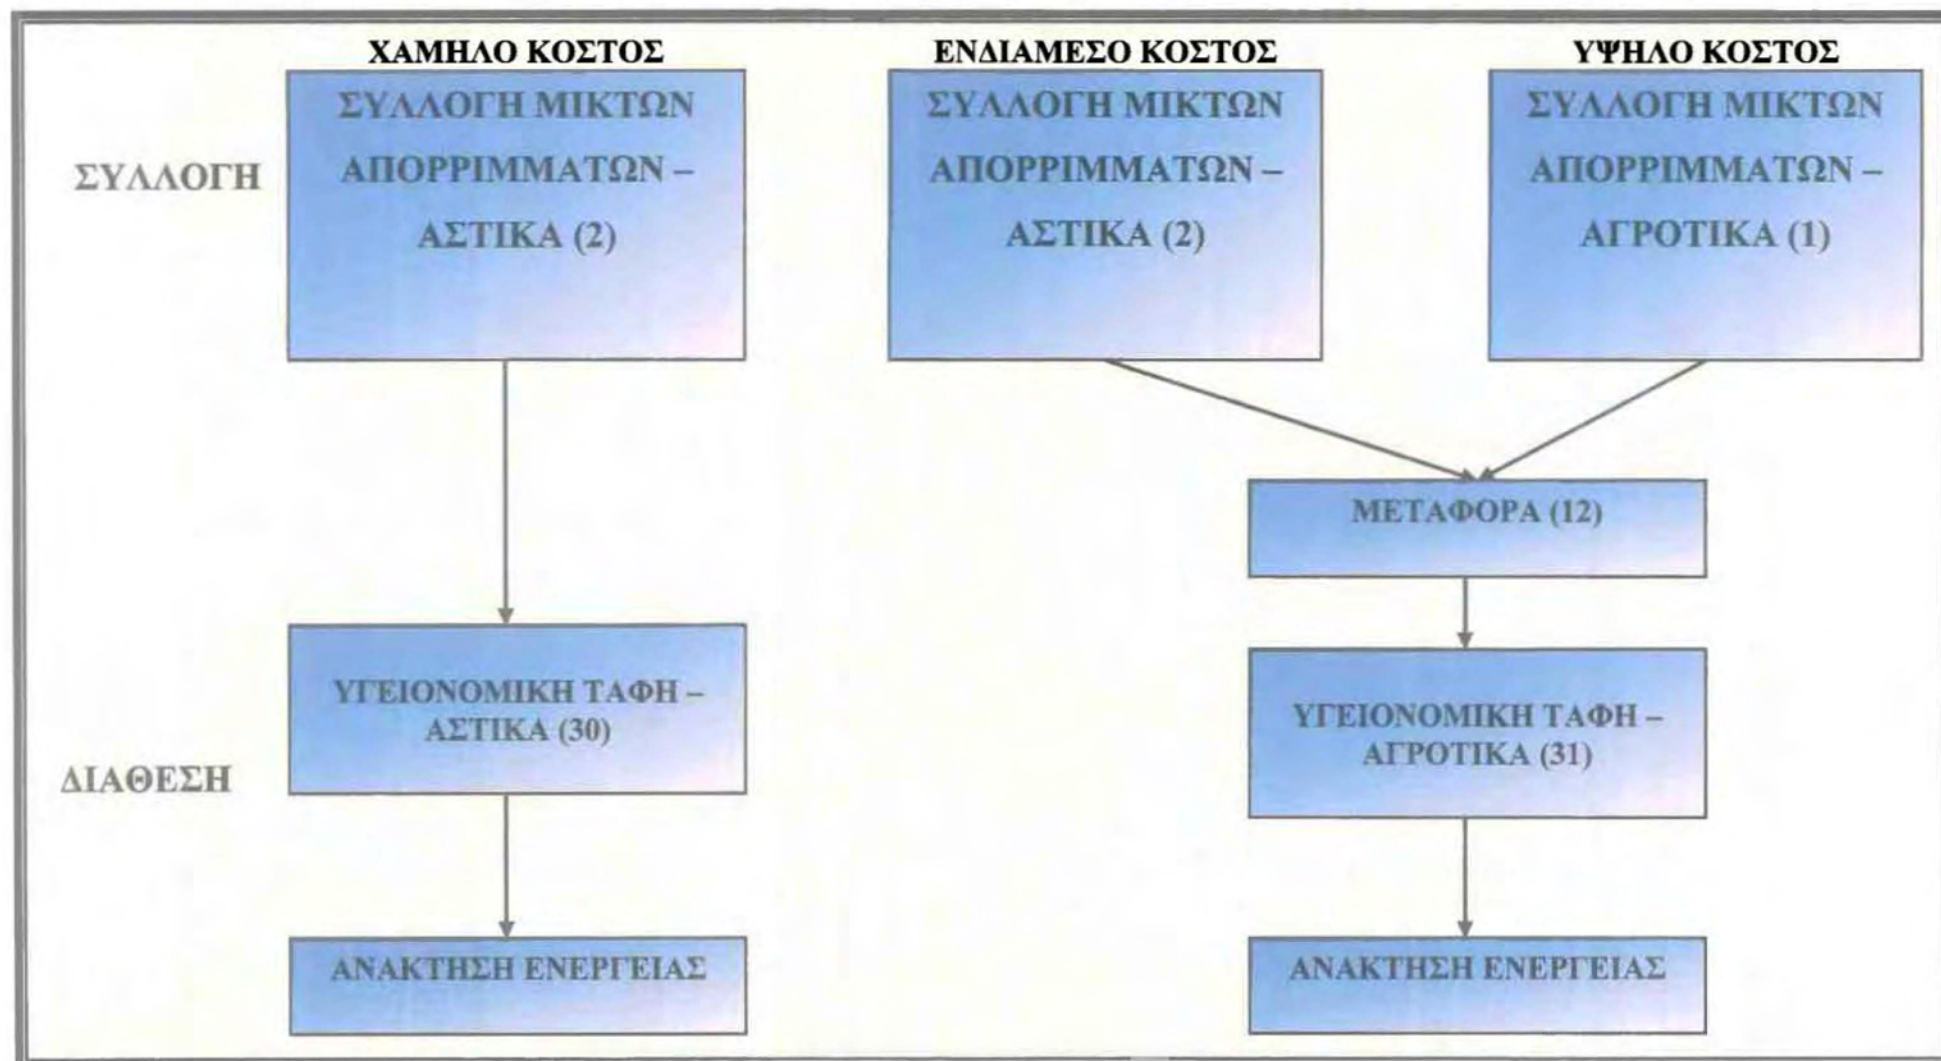 ΧΑΜΗΛΟ ΚΟΣΤΟΣ
ΕΝΔΙΑΜΕΣΟ ΚΟΣΤΟΣ
ΥΨΗΛΟ ΚΟΣΤΟΣ
ΣΥΛΛΟΓΗ
ΣΥΛΛΟΓΗ ΜΙΚΤΩΝ
ΑΠΟΡΡΙΜΜΑΤΩΝ –
ΑΣΤΙΚΑ (2)
ΣΥΛΛΟΓΗ ΜΙΚΤΩΝ
ΑΠΟΡΡΙΜΜΑΤΩΝ –
ΑΣΤΙΚΑ (2)
ΣΥΛΛΟΓΗ ΜΙΚΤΩΝ
ΑΠΟΡΡΙΜΜΑΤΩΝ –
ΑΓΡΟΤΙΚΑ (1)
ΜΕΤΑΦΟΡΑ (12)
ΔΙΑΘΕΣΗ
ΥΓΕΙΟΝΟΜΙΚΗ ΤΑΦΗ –
ΑΣΤΙΚΑ (30)
ΥΓΕΙΟΝΟΜΙΚΗ ΤΑΦΗ –
ΑΓΡΟΤΙΚΑ (31)
ΑΝΑΚΤΗΣΗ ΕΝΕΡΓΕΙΑΣ
ΑΝΑΚΤΗΣΗ ΕΝΕΡΓΕΙΑΣ